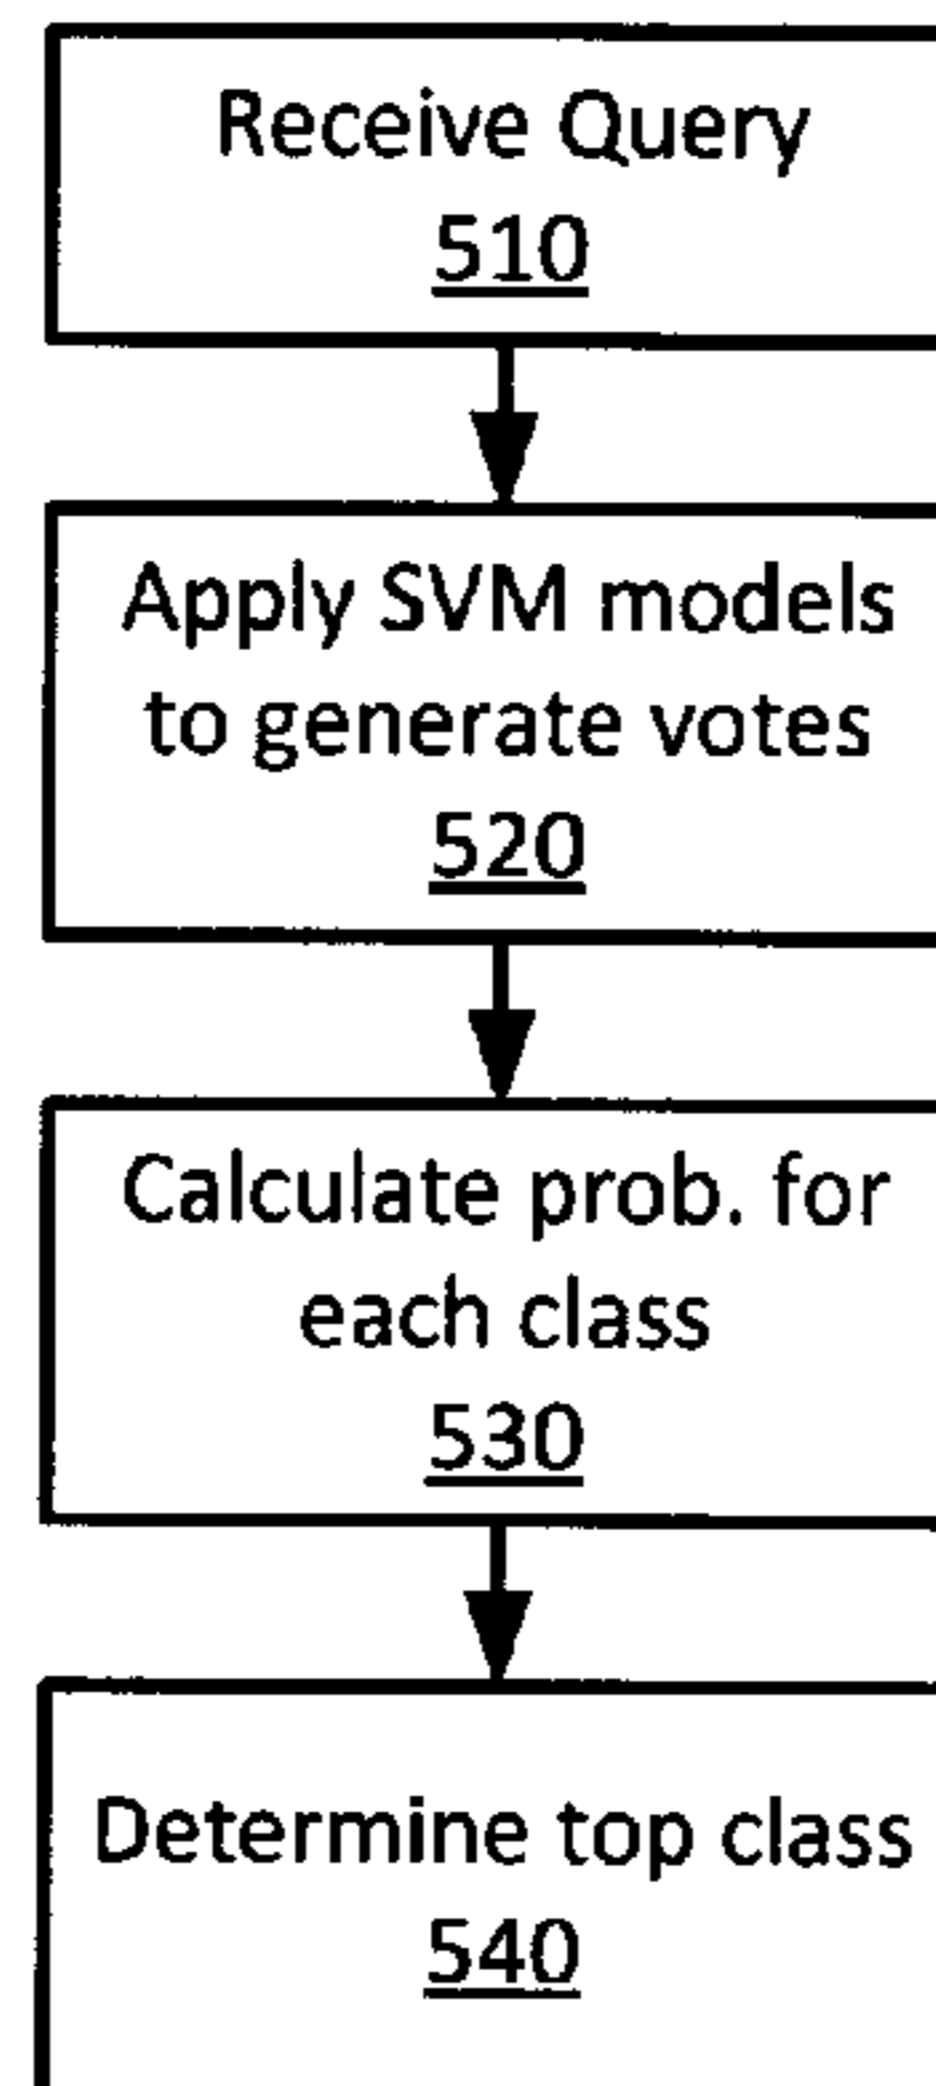 Receive Query
510
Apply SVM models
to generate votes
520
Calculate prob. for
each class
530
Determine top class
540